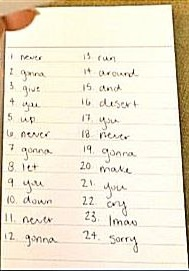 1 never
2 gonna
3 give
4 you
5 up
6 never
7 gonna
8. let
9 you
10. down
11. never
12. gonna
13. run
14 around
15 and
16 desert
17 you
18 never
19. gonna
20 make
21. you
22. cry
23. lmao
24. sorry